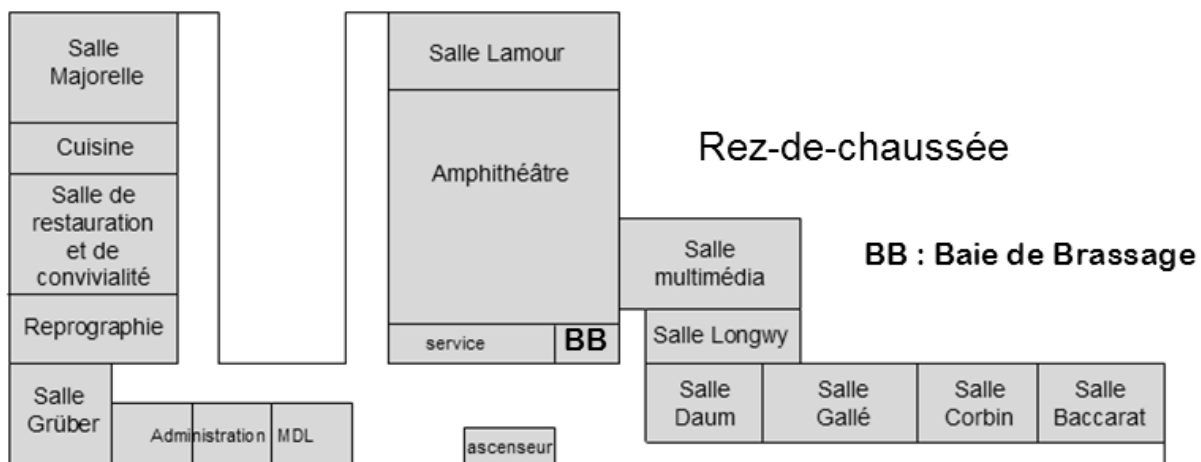 Salle
Majorelle
Salle Lamour
Cuisine
Rez-de-chaussée
Amphithéâtre
Salle de
restauration
et de
convivialité
Salle
multimédia
BB : Baie de Brassage
Reprographie
service
BB
Salle Longwy
Salle
Grüber
Salle
Daum
Salle
Gallé
Salle
Corbin
Salle
Baccarat
Administration
MDL
ascenseur